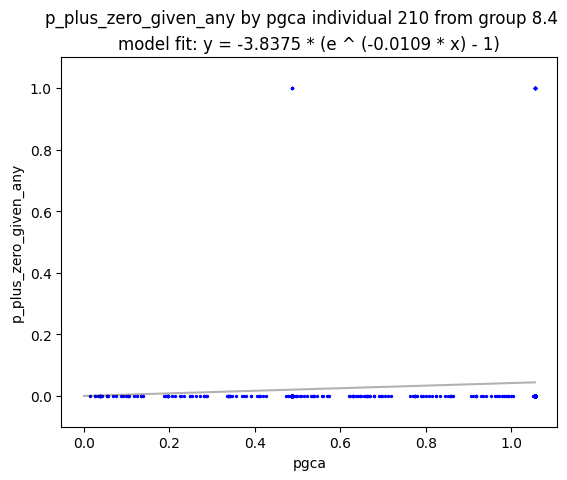 p_plus_zero_given_any by pgca individual 210 from group 8.4
model fit: y = -3.8375 * (e ^ (-0.0109 * x) - 1)
1.0
0.8
0.6
0.4
0.2
0.0
p_plus_zero_given_any
0.0 0.2 0.4 0.6 0.8 1.0
pgca